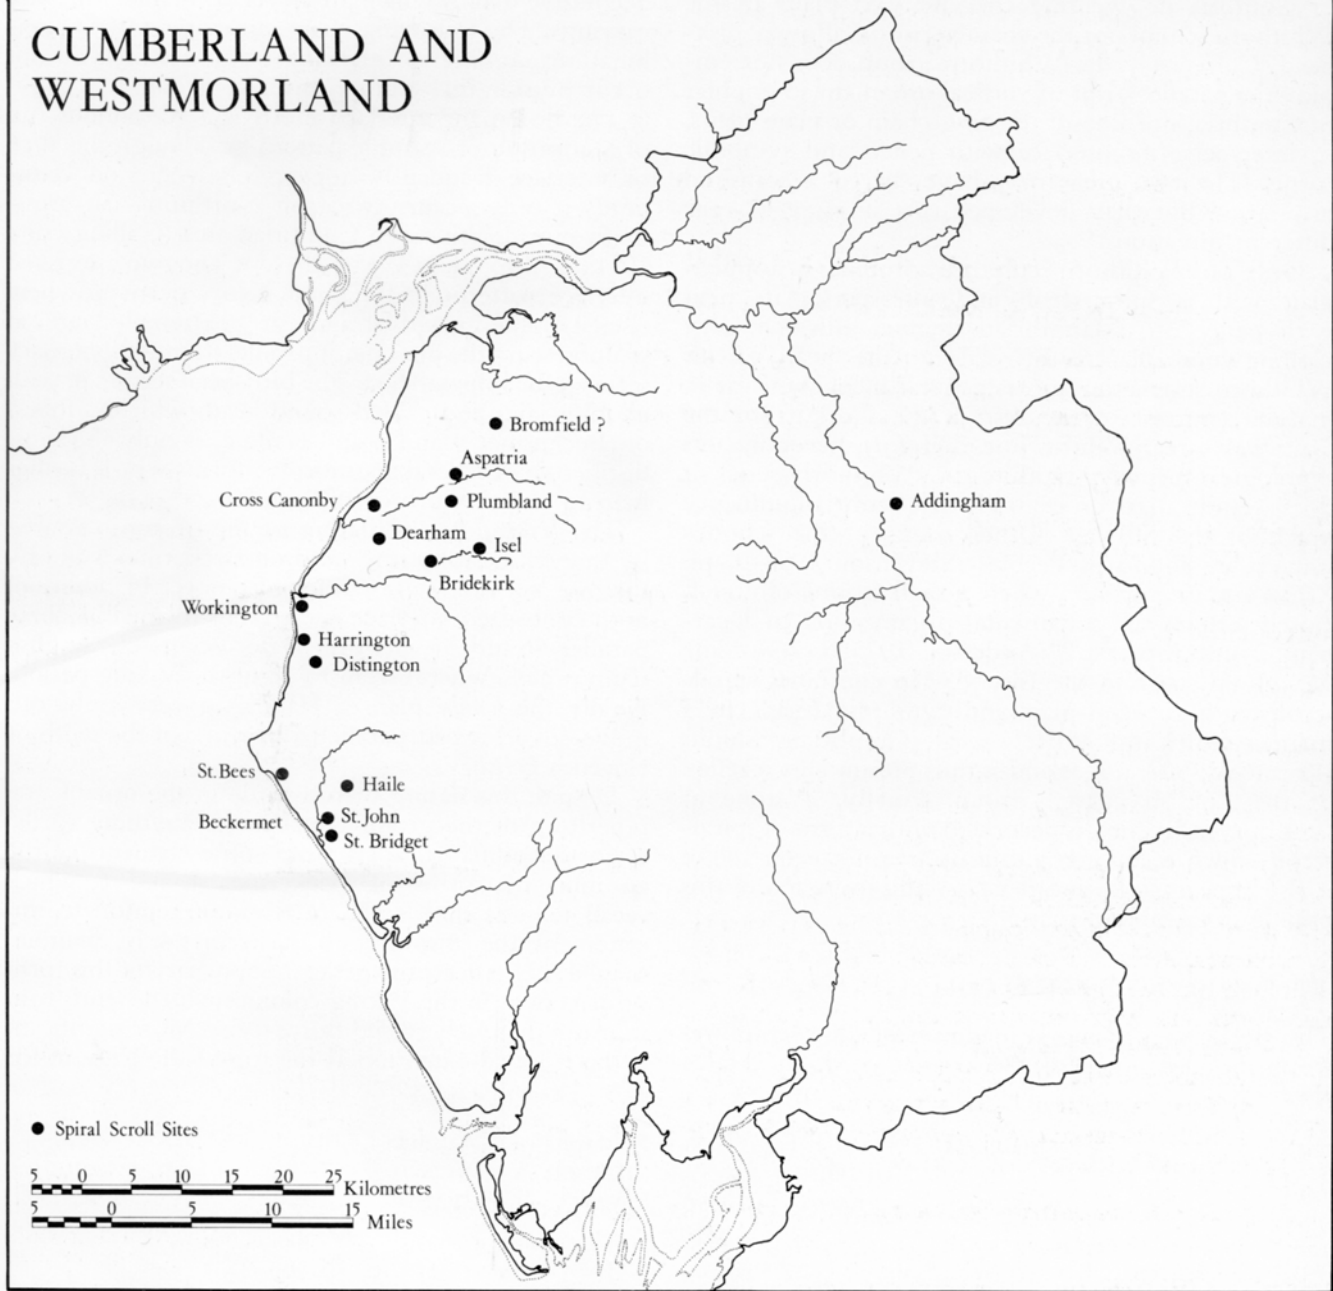 CUMBERLAND AND
WESTMORLAND
Bromfield ?
Aspatria
Cross Canonby
Plumbland
Addingham
Dearham
Isel
Bridekirk
Workington
Harrington
Distington
St. Bees
Haile
Beckermet
St. John
St. Bridget
Spiral Scroll Sites
5 0 5 10 15 20 25
Kilometres
5 0 5 10 15
Miles